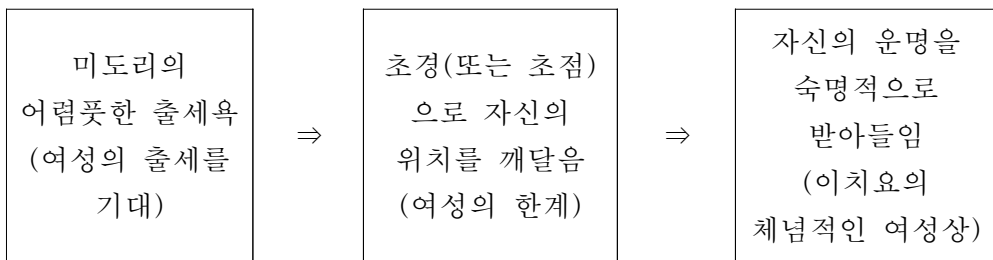 미도리의
어렴풋한 출세욕
(여성의 출세를
기대)
⇒
초경(또는 초점)
으로 자신의
위치를 깨달음
(여성의 한계)
⇒
자신의 운명을
숙명적으로
받아들임
(이치요의
체념적인 여성상)